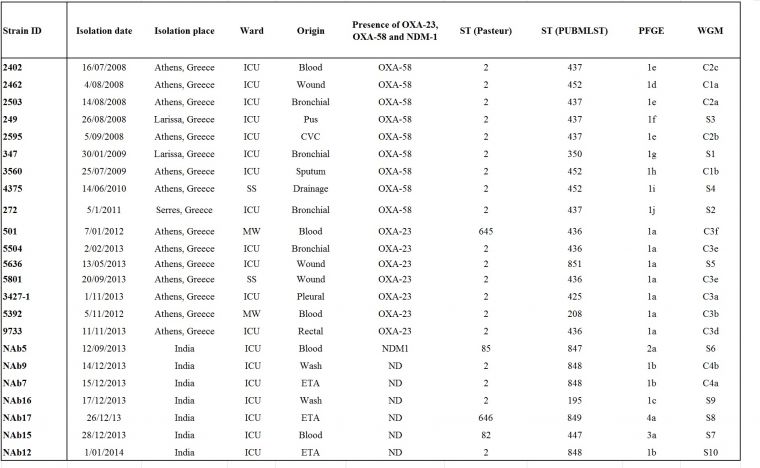 Strain ID Isolation date Isolation place Ward Origin Presence of OXA-23, OXA-58 and NDM-1 ST (Pasteur) ST (PUBMLST) PFGE WGM
2402 16/07/2008 Athens, Greece ICU Blood OXA-58 2 437 1e C2c
2462 4/08/2008 Athens, Greece ICU Wound OXA-58 2 452 1d C1a
2503 14/08/2008 Athens, Greece ICU Bronchial OXA-58 2 437 1e C2a
249 26/08/2008 Larissa, Greece ICU Pus OXA-58 2 437 1f S3
2595 5/09/2008 Athens, Greece ICU CVC OXA-58 2 437 1e C2b
347 30/01/2009 Larissa, Greece ICU Bronchial OXA-58 2 350 1g S1
3560 25/07/2009 Athens, Greece ICU Sputum OXA-58 2 452 1h C1b
4375 14/06/2010 Athens, Greece SS Drainage OXA-58 2 452 1i S4
272 5/1/2011 Serres, Greece ICU Bronchial OXA-58 2 437 1j S2
501 7/01/2012 Athens, Greece MW Blood OXA-23 645 436 1a C3f
5504 2/02/2013 Athens, Greece ICU Bronchial OXA-23 2 436 1a C3e
5636 13/05/2013 Athens, Greece ICU Wound OXA-23 2 851 1a S5
5801 20/09/2013 Athens, Greece SS Wound OXA-23 2 436 1a C3e
3427-1 1/11/2013 Athens, Greece ICU Pleural OXA-23 2 425 1a C3a
5392 5/11/2012 Athens, Greece MW Blood OXA-23 2 208 1a C3b
9733 11/11/2013 Athens, Greece ICU Rectal OXA-23 2 436 1a C3d
NAb5 12/09/2013 India ICU Blood NDM1 85 847 2a S6
NAb9 14/12/2013 India ICU Wash ND 2 848 1b C4b
NAb7 15/12/2013 India ICU ETA ND 2 848 1b C4a
NAb16 17/12/2013 India ICU Wash ND 2 195 1c S9
NAb17 26/12/13 India ICU ETA ND 646 849 4a S8
NAb15 28/12/2013 India ICU Blood ND 82 447 3a S7
NAb12 1/01/2014 India ICU ETA ND 2 848 1b S10